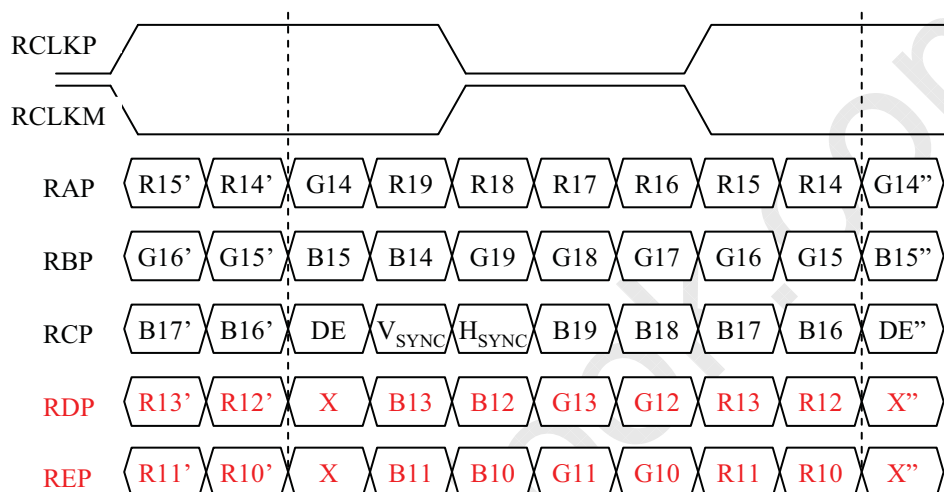 RCLKP
RCLKM
RAP R15’ R14’ G14 R19 R18 R17 R16 R15 R14 G14”
RBP G16’ G15’ B15 B14 G19 G18 G17 G16 G15 B15”
RCP B17’ B16’ DE VSYNC HSYNC B19 B18 B17 B16 DE”
RDP R13’ R12’ X B13 B12 G13 G12 R13 R12 X”
REP R11’ R10’ X B11 B10 G11 G10 R11 R10 X”